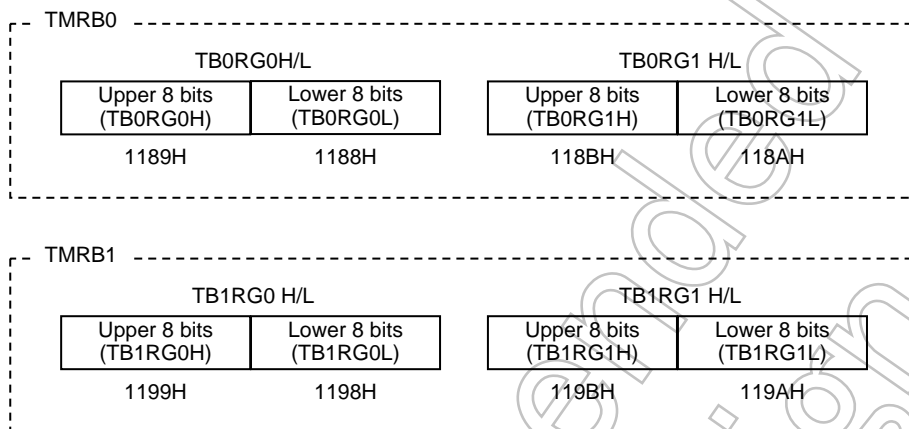 TMRB0
TB0RG0H/L TB0RG1 H/L
Upper 8 bits Lower 8 bits Upper 8 bits Lower 8 bits
(TB0RG0H) (TB0RG0L) (TB0RG1H) (TB0RG1L)
1189H 1188H 118BH 118AH
TMRB1
TB1RG0 H/L TB1RG1 H/L
Upper 8 bits Lower 8 bits Upper 8 bits Lower 8 bits
(TB1RG0H) (TB1RG0L) (TB1RG1H) (TB1RG1L)
1199H 1198H 119BH 119AH